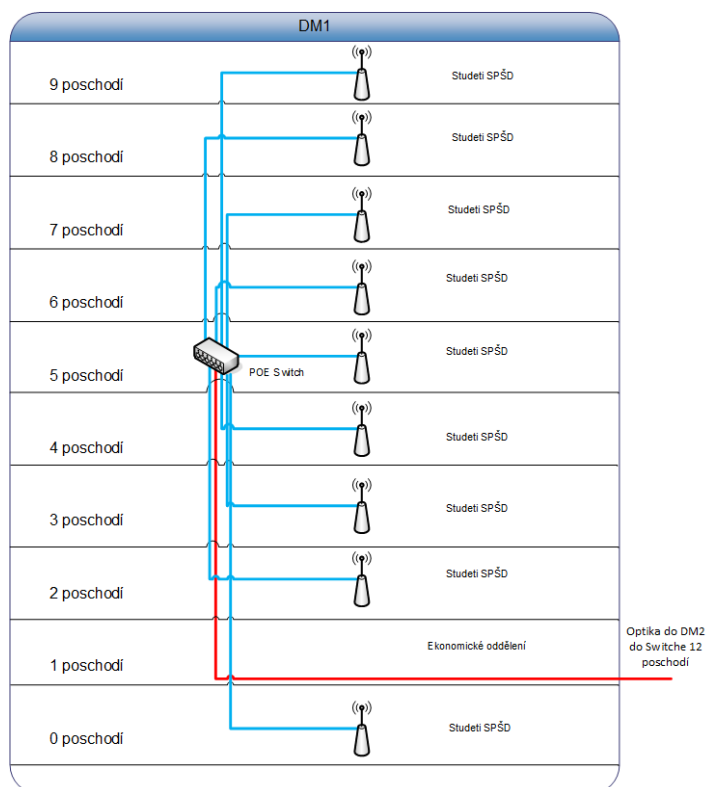 DM1
9 poschodí
Studeti SPŠD
8 poschodí
Studeti SPŠD
7 poschodí
Studeti SPŠD
6 poschodí
Studeti SPŠD
5 poschodí
POE Switch
Studeti SPŠD
4 poschodí
Studeti SPŠD
3 poschodí
Studeti SPŠD
2 poschodí
Studeti SPŠD
1 poschodí
Ekonomické oddělení
Optika do DM2
do Switche 12
poschodí
0 poschodí
Studeti SPŠD